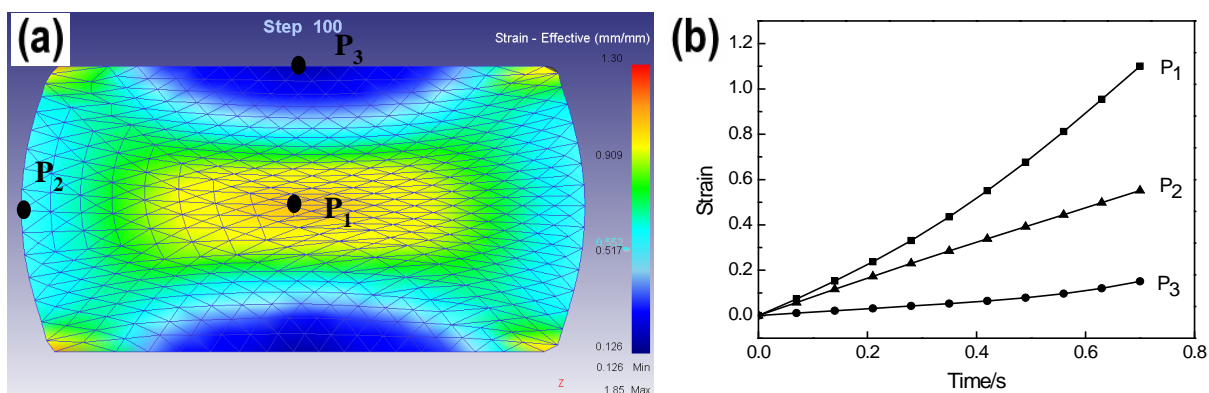 (a)
Step 100
Strain - Effective (mm/mm)
P3
1.30
0.909
P2
P1
0.517
0.126
0.126 Min
1.85 Max
Z
(b)
1.2
1.0
0.8
0.6
0.4
0.2
0.0
Strain
P1
P2
P3
0.0 0.2 0.4 0.6 0.8
Time/s